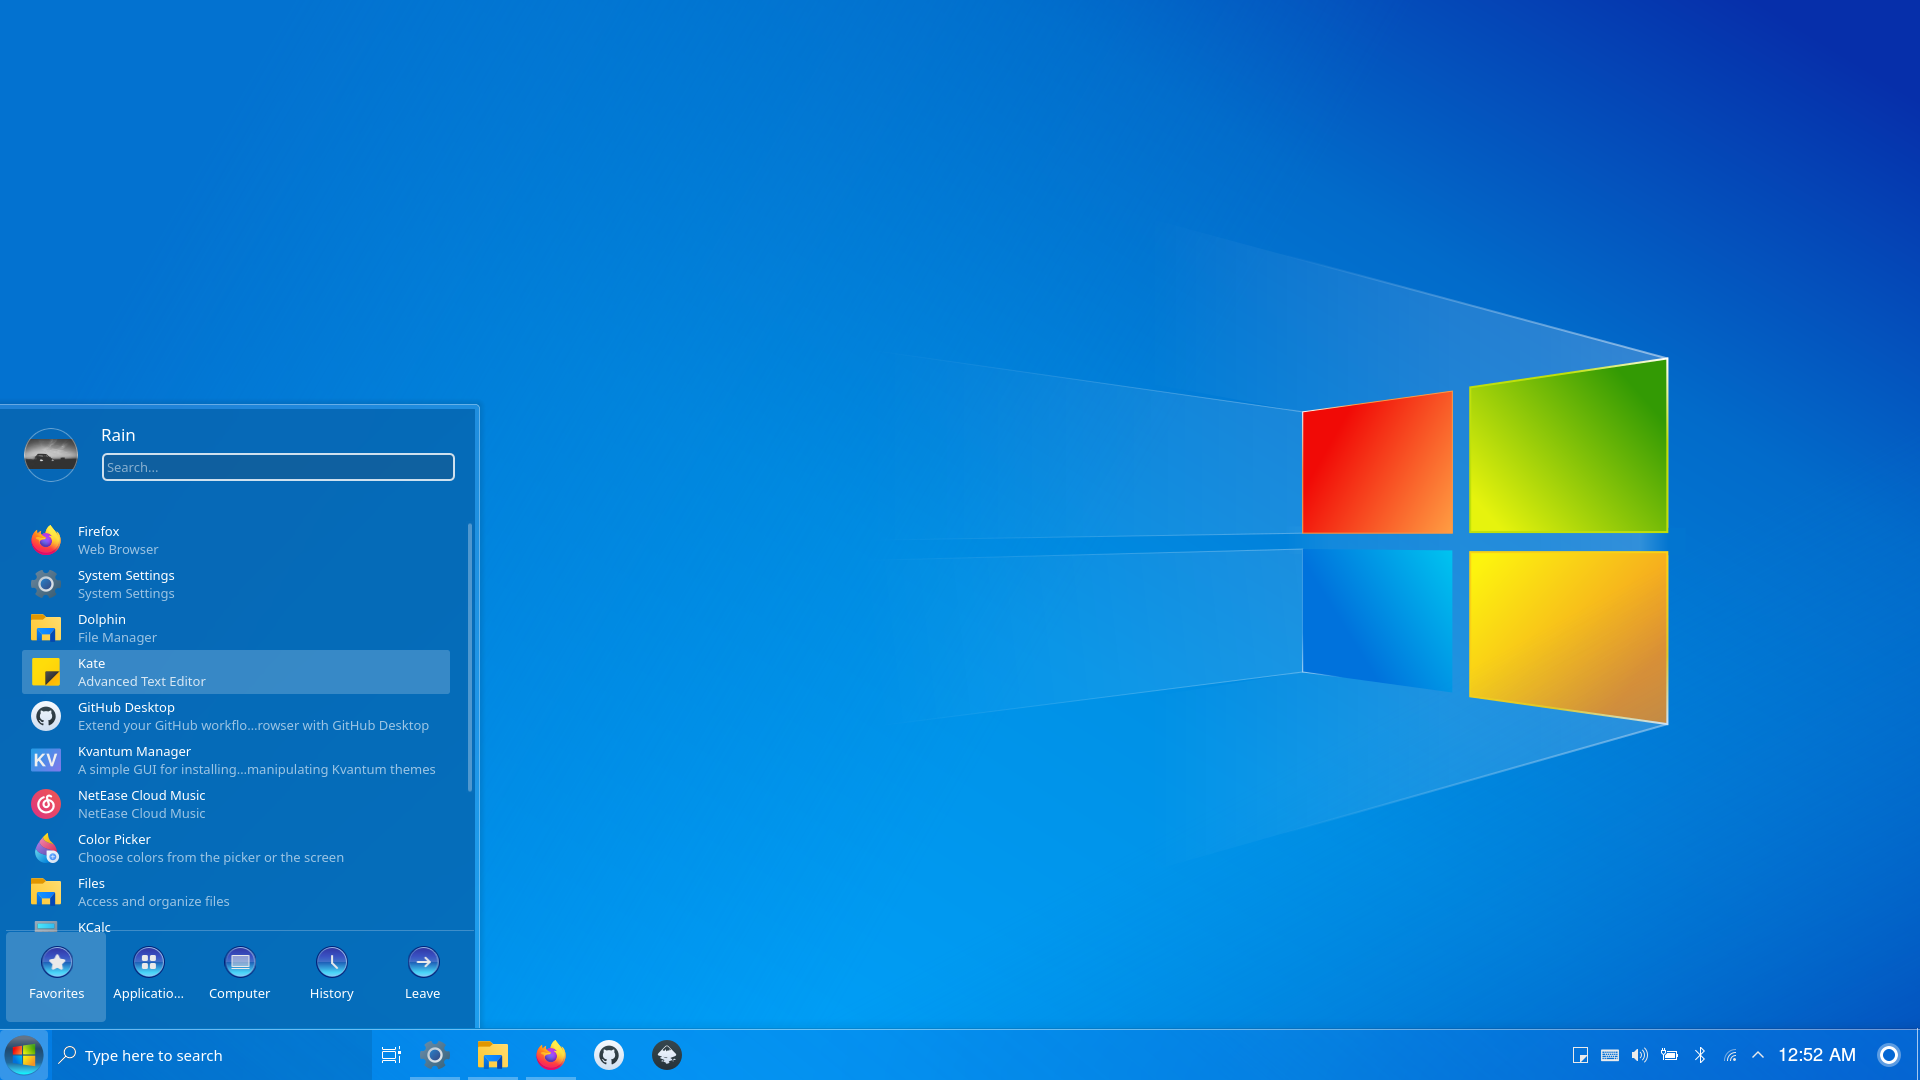 Rain
Search...
Firefox
Web Browser
System Settings
System Settings
Dolphin
File Manager
Kate
Advanced Text Editor
GitHub Desktop
Extend your GitHub workflo...rowser with GitHub Desktop
KV
Kvantum Manager
A simple GUI for installing...manipulating Kvantum themes
NetEase Cloud Music
NetEase Cloud Music
Color Picker
Choose colors from the picker or the screen
Files
Access and organize files
KCalc
Favorites
Applicatio...
Computer
History
Leave
Type here to search
12:52 AM